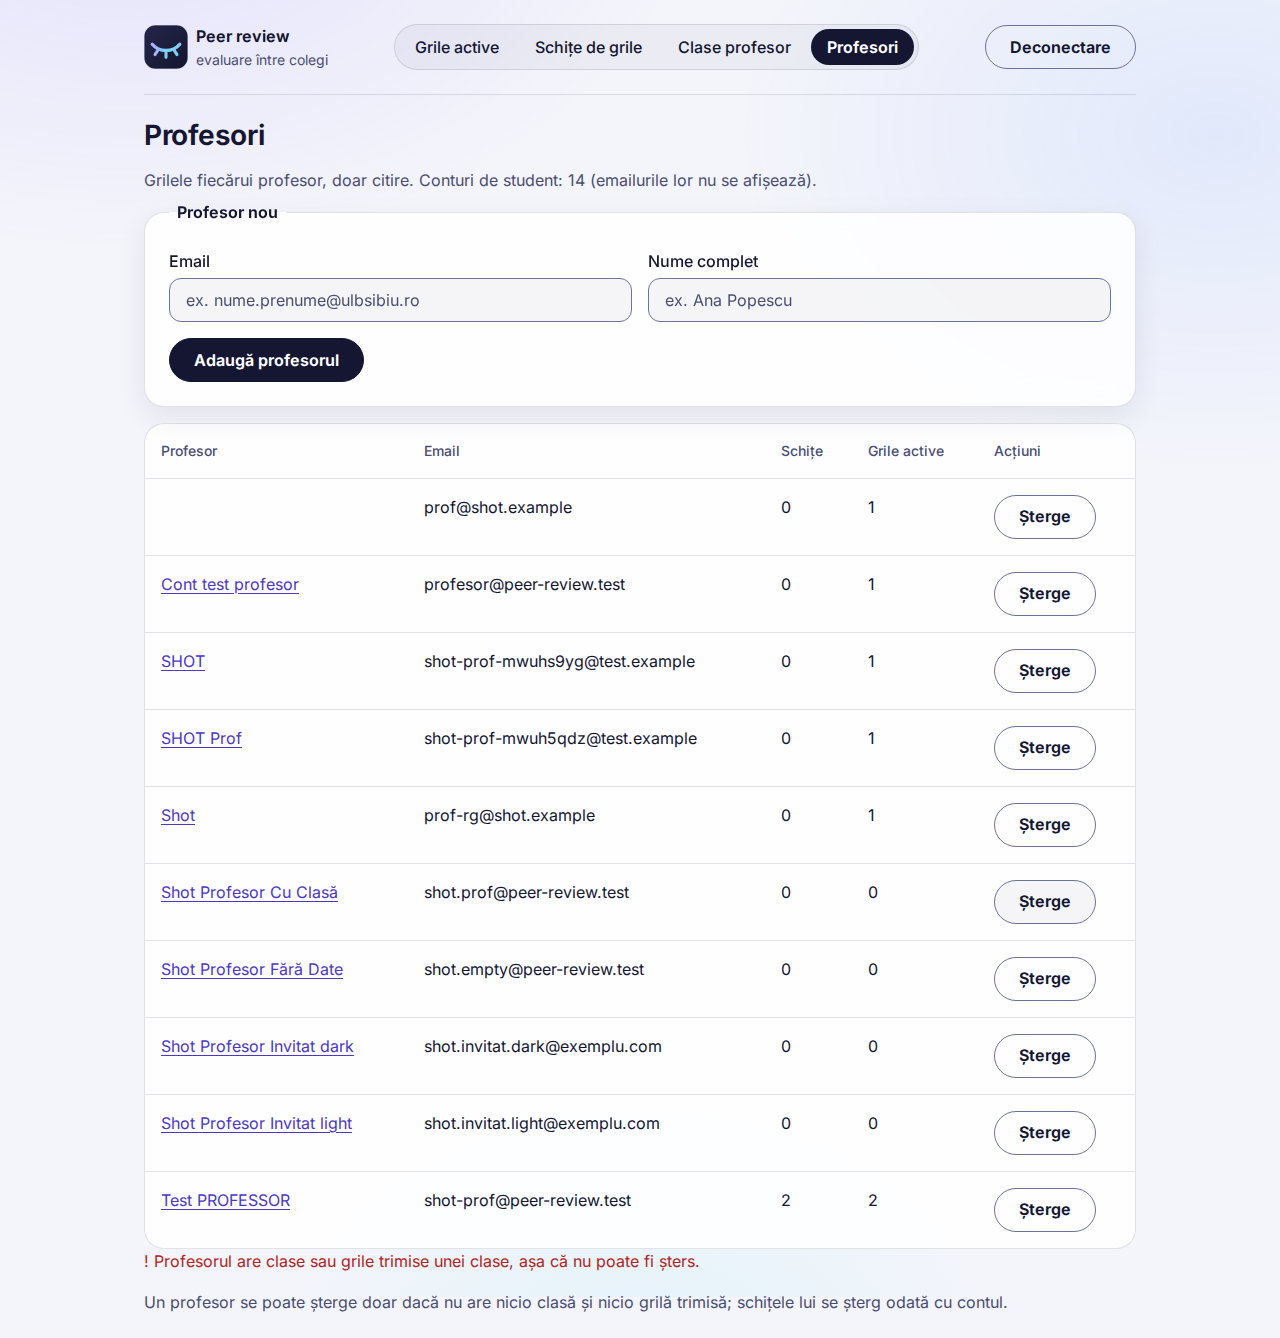 Peer review
evaluare între colegi
Grile active
Schițe de grile
Clase profesor
Profesori
Deconectare
Profesori
Grilele fiecărui profesor, doar citire. Conturi de student: 14 (emailurile lor nu se afișează).
Profesor nou
Email
Nume complet
ex. nume.prenume@ulbsibiu.ro
ex. Ana Popescu
Adaugă profesorul
Profesor Email Schițe Grile active Acțiuni
prof@shot.example 0 1 Șterge
Cont test profesor profesor@peer-review.test 0 1 Șterge
SHOT shot-prof-mwuhs9yg@test.example 0 1 Șterge
SHOT Prof shot-prof-mwuh5qdz@test.example 0 1 Șterge
Shot prof-rg@shot.example 0 1 Șterge
Shot Profesor Cu Clasă shot.prof@peer-review.test 0 0 Șterge
Shot Profesor Fără Date shot.empty@peer-review.test 0 0 Șterge
Shot Profesor Invitat dark shot.invitat.dark@exemplu.com 0 0 Șterge
Shot Profesor Invitat light shot.invitat.light@exemplu.com 0 0 Șterge
Test PROFESSOR shot-prof@peer-review.test 2 2 Șterge
! Profesorul are clase sau grile trimise unei clase, așa că nu poate fi șters.
Un profesor se poate șterge doar dacă nu are nicio clasă și nicio grilă trimisă; schițele lui se șterg odată cu contul.